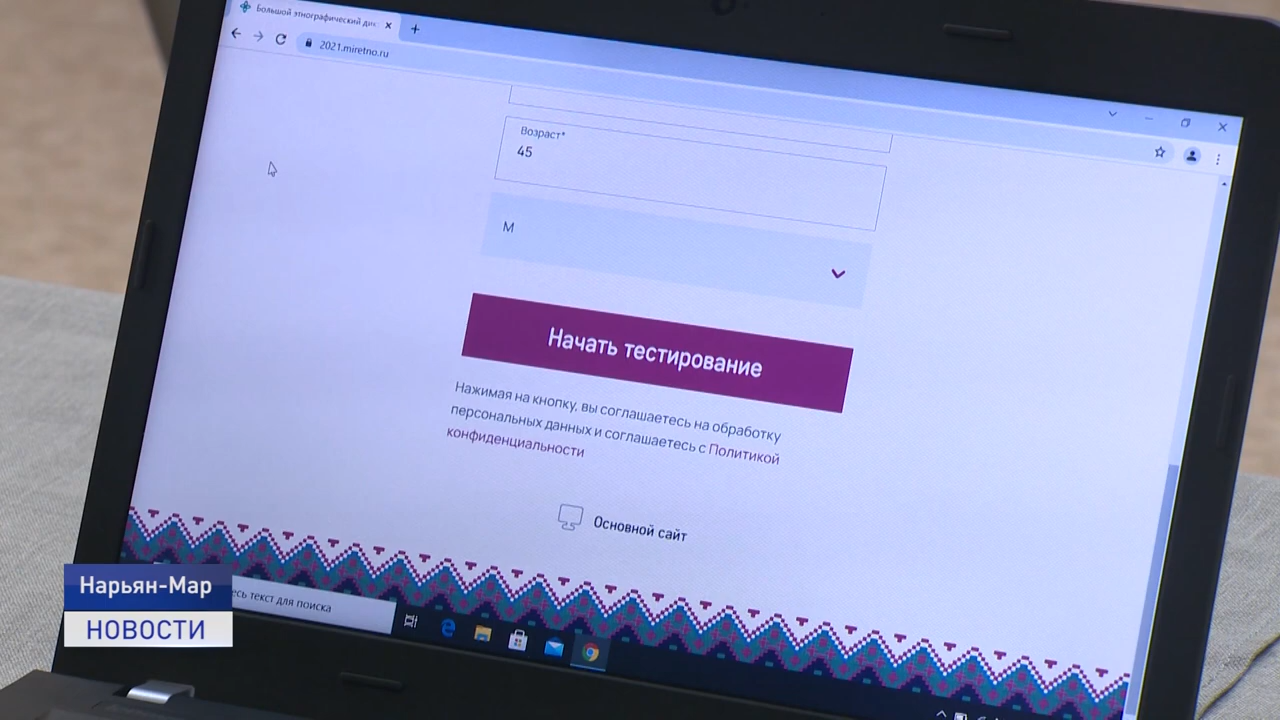 Большой этнографический дик
2021.miretno.ru
Возраст*
45
М
Начать тестирование
Нажимая на кнопку, вы соглашаетесь на обработку
персональных данных и соглашаетесь с Политикой
конфиденциальности
Основной сайт
Нарьян-Мар
НОВОСТИ
есь текст для поиска